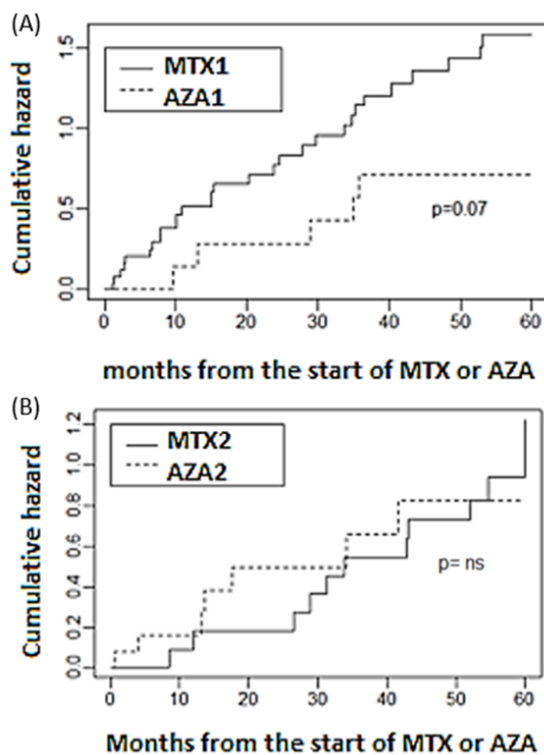 (A)
MTX1
AZA1
Cumulative hazard
0.0
0.5
1.0
1.5
p=0.07
0 10 20 30 40 50 60
months from the start of MTX or AZA
(B)
MTX2
AZA2
Cumulative hazard
0.0 0.2 0.4 0.6 0.8 1.0 1.2
p= ns
0 10 20 30 40 50 60
Months from the start of MTX or AZA